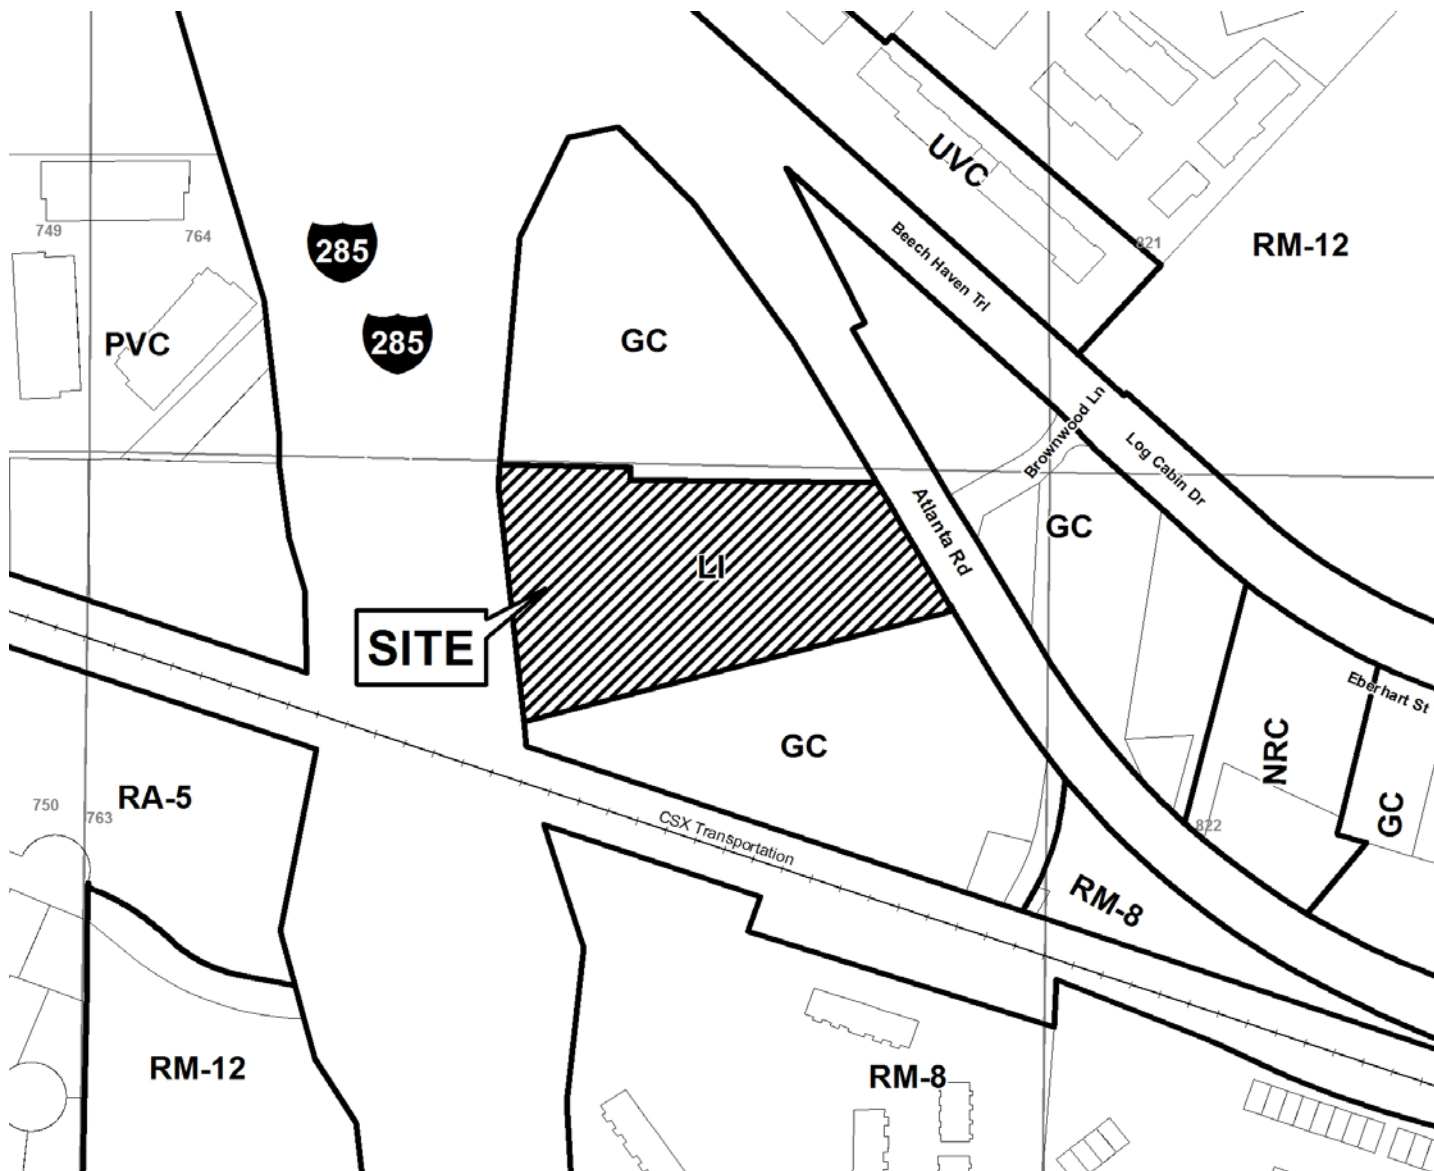 UVC
749
764
285
Beech Haven Trl
821
RM-12
PVC
285
GC
Brownwood Ln
Log Cabin Dr
Atlanta Rd
GC
LI
SITE
Eberhart St
NRC
GC
GC
RA-5
750
763
CSX Transportation
822
RM-8
RM-12
RM-8